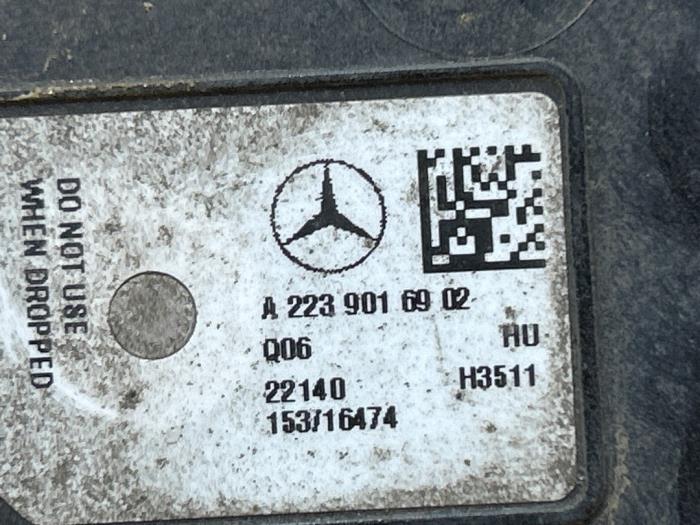 DO NOT USE
WHEN DROPPED
A 223 901 69 02
Q06
HU
22140
H3511
153/16474